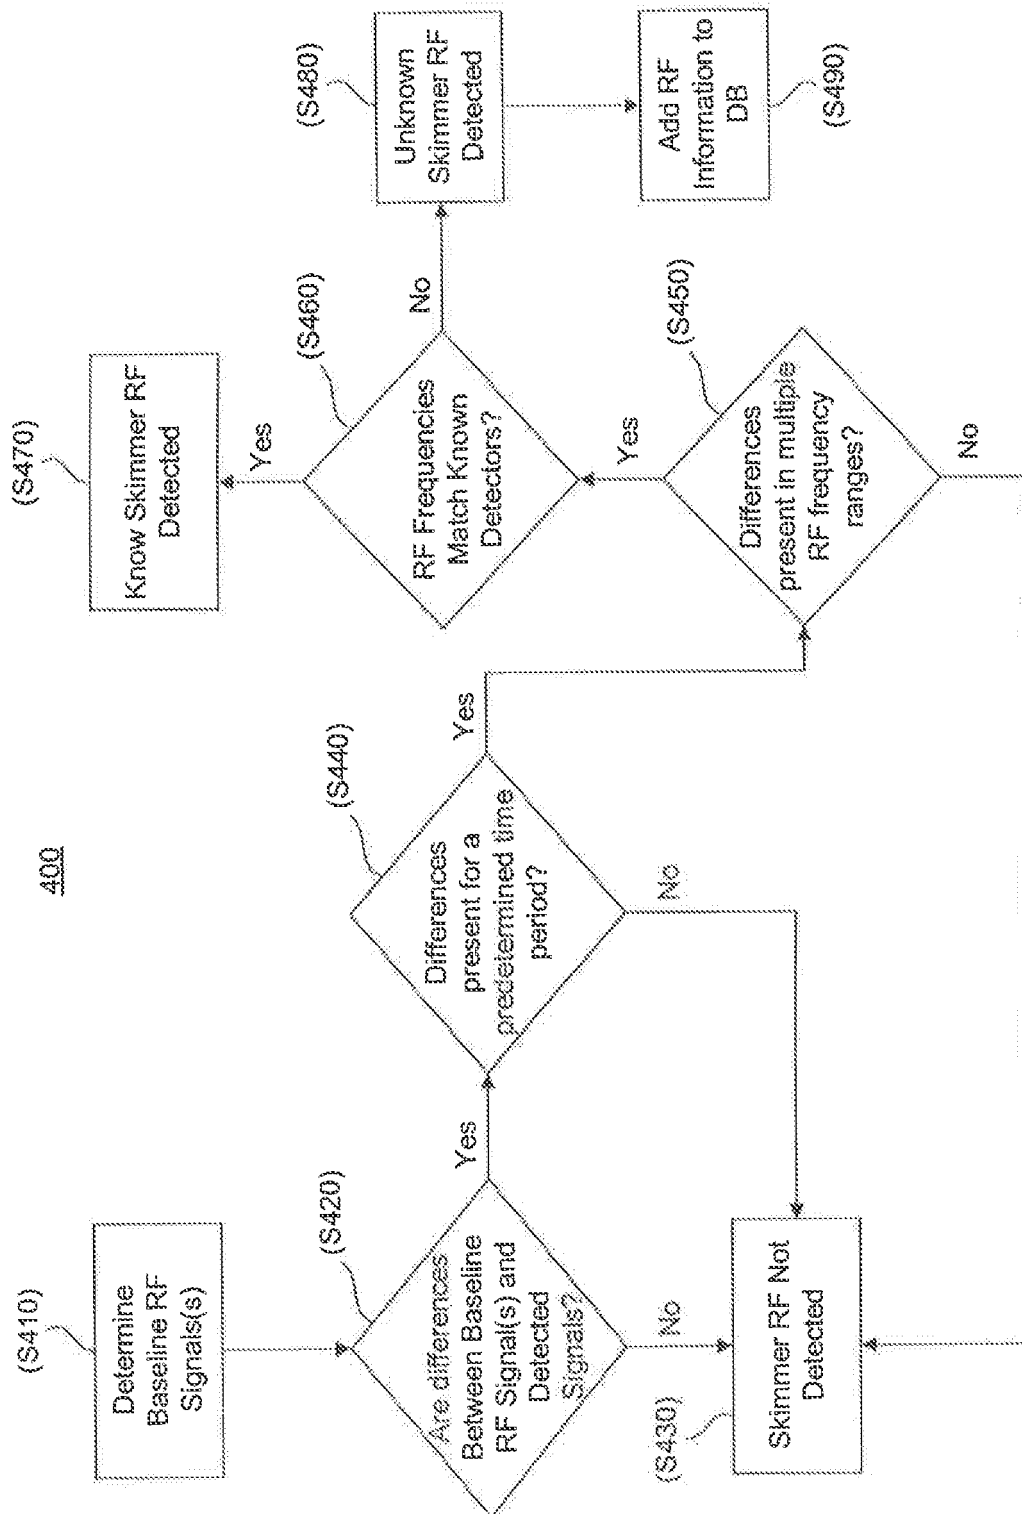 400
(S410)
Determine
Baseline RF
Signals(s)
(S420)
Are differences
Between Baseline
RF Signal(s) and
Detected
Signals?
Yes
No
(S430)
Skimmer RF Not
Detected
(S440)
Differences
present for a
predetermined time
period?
Yes
No
(S450)
Differences
present in multiple
RF frequency
ranges?
Yes
No
(S460)
RF Frequencies
Match Known
Detectors?
Yes
No
(S470)
Know Skimmer RF
Detected
(S480)
Unknown
Skimmer RF
Detected
(S490)
Add RF
Information to
DB